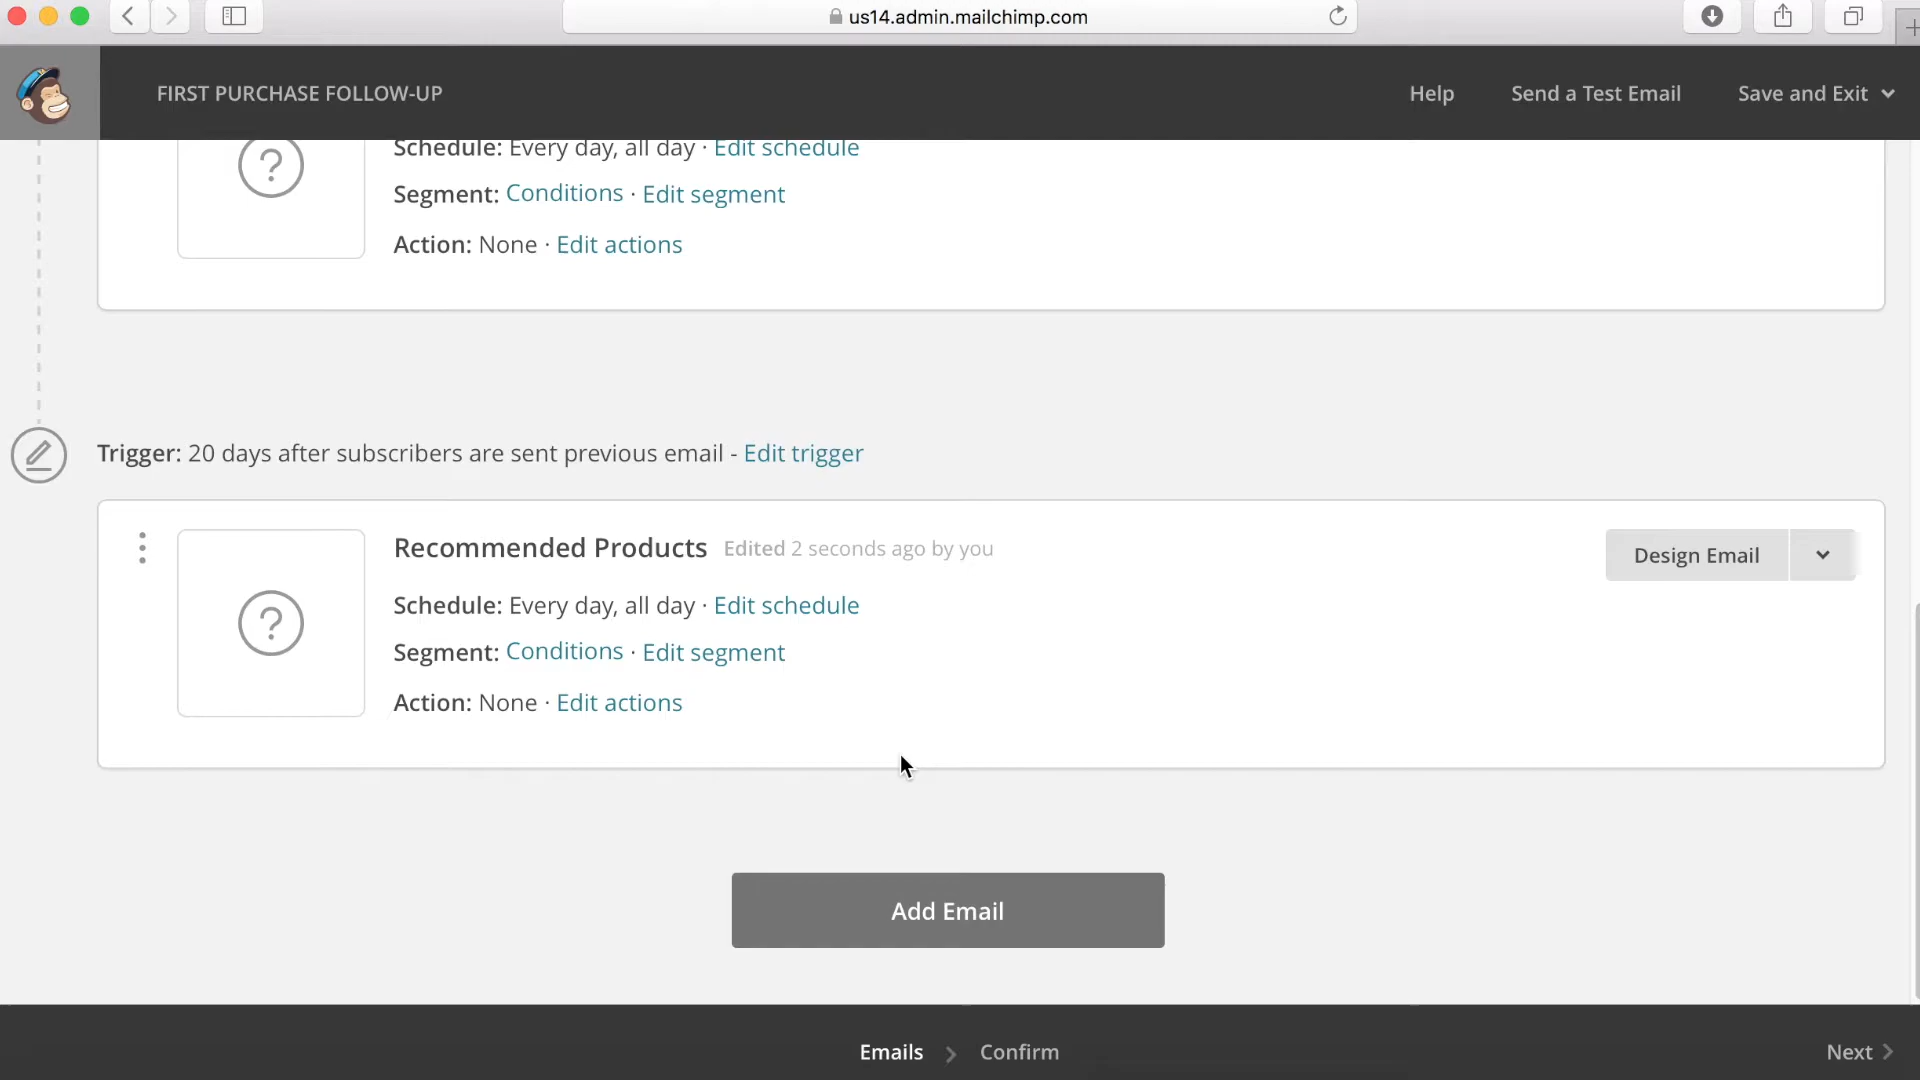 us14.admin.mailchimp.com
FIRST PURCHASE FOLLOW-UP
Help
Send a Test Email
Save and Exit
Schedule: Every day, all day · Edit schedule
?
Segment: Conditions · Edit segment
Action: None · Edit actions
Trigger: 20 days after subscribers are sent previous email - Edit trigger
Recommended Products Edited 2 seconds ago by you
Design Email
Schedule: Every day, all day · Edit schedule
?
Segment: Conditions · Edit segment
Action: None · Edit actions
Add Email
Emails > Confirm
Next >